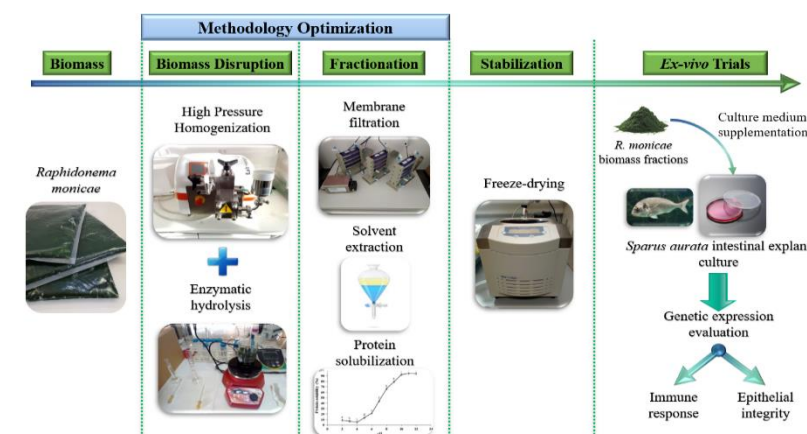 Methodology Optimization
Biomass
Biomass Disruption
Fractionation
Stabilization
Ex-vivo Trials
Raphidonema
monicae
High Pressure
Homogenization
Enzymatic
hydrolysis
Membrane
filtration
Solvent
extraction
Protein
solubilization
Freeze-drying
Culture medium
supplementation
R. monicae
biomass fractions
Sparus aurata intestinal explan
culture
Genetic expression
evaluation
Immune
response
Epithelial
integrity